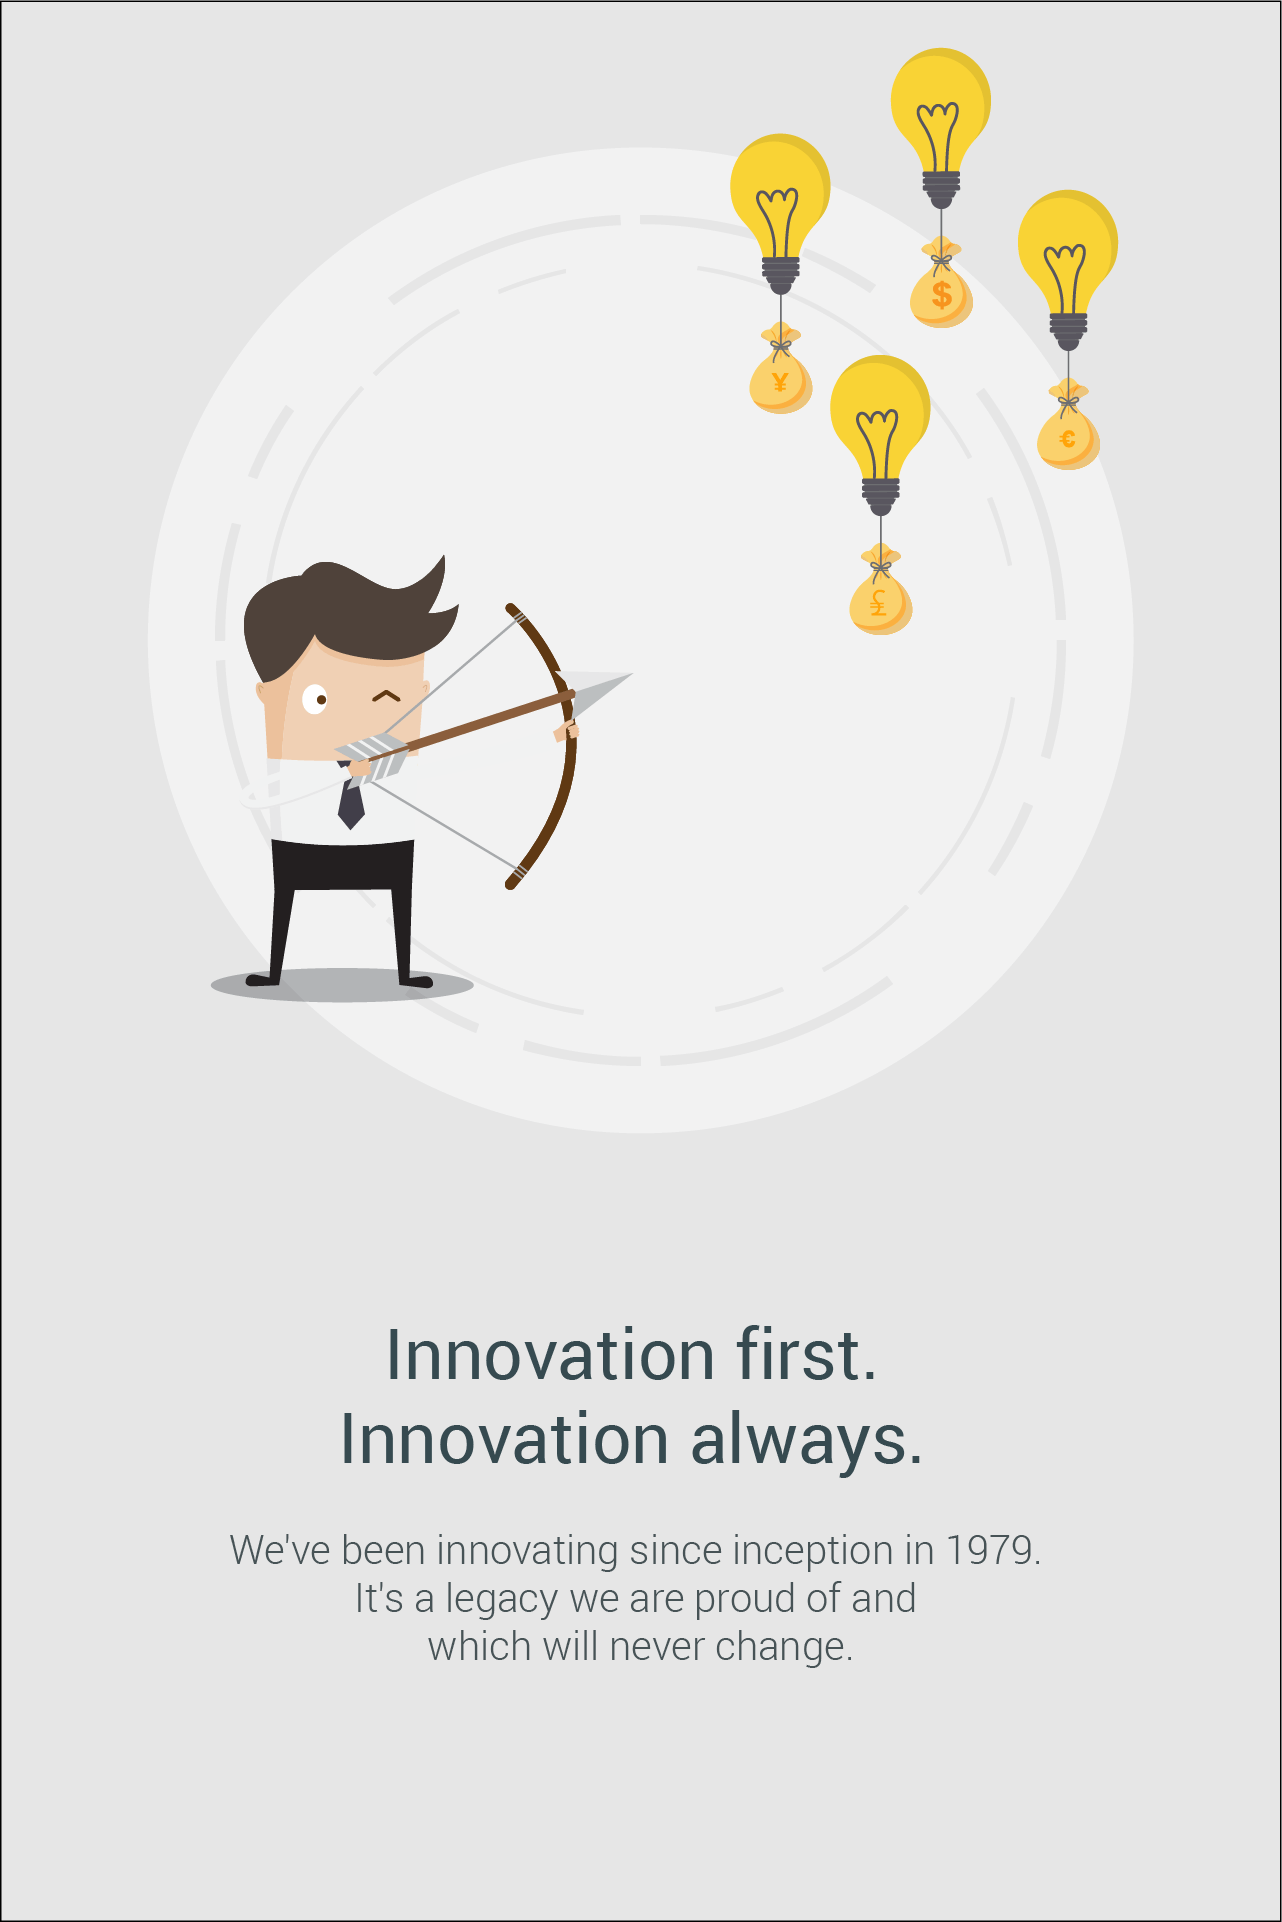 $
¥
€
£
Innovation first.
Innovation always.
We've been innovating since inception in 1979.
It's a legacy we are proud of and
which will never change.